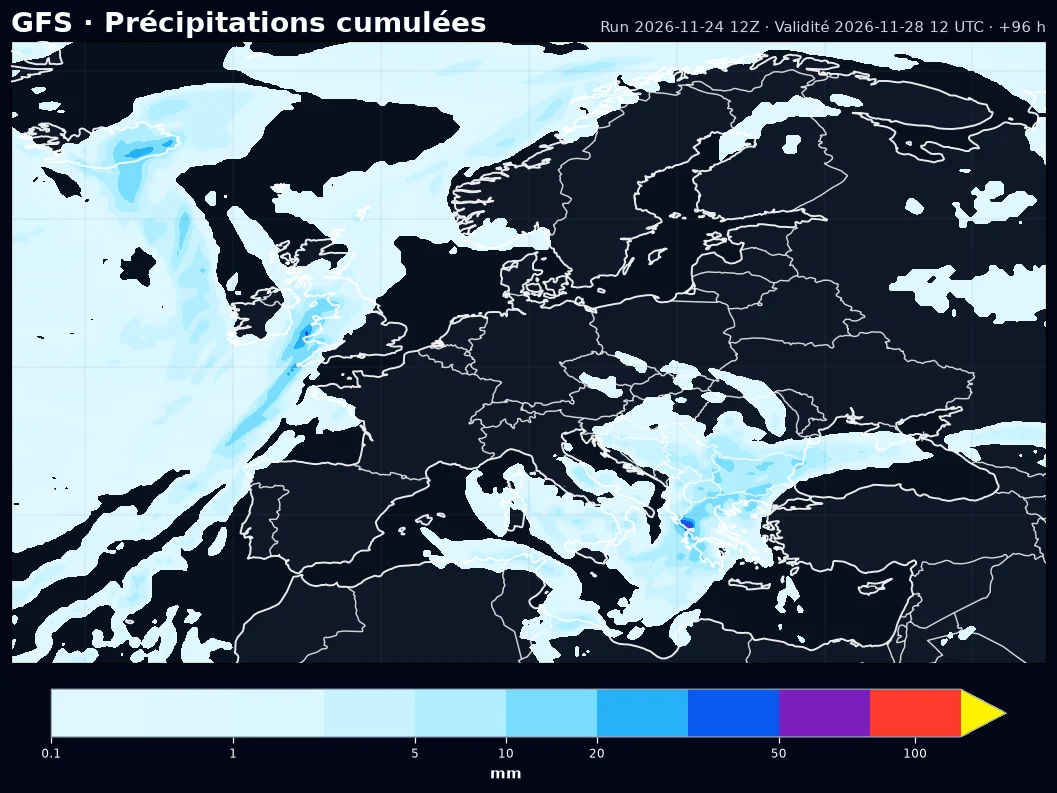 GFS · Précipitations cumulées
Run 2026-11-24 12Z · Validité 2026-11-28 12 UTC · +96 h
0.1 1 5 10 20 50 100
mm